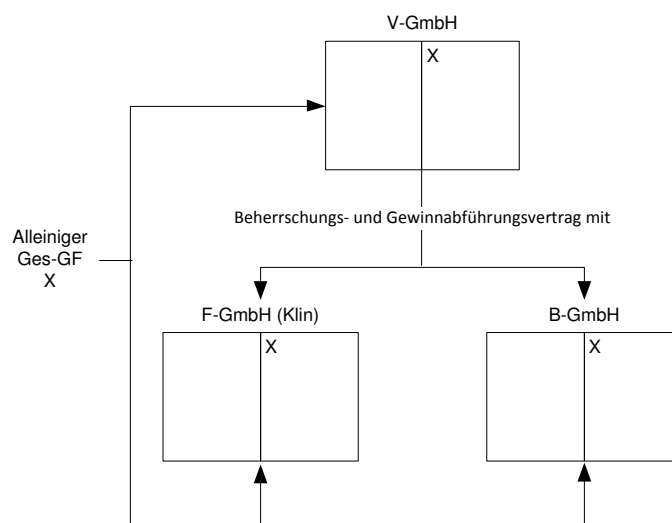 V-GmbH
X
Beherrschungs- und Gewinnabführungsvertrag mit
Alleiniger
Ges-GF
X
F-GmbH (Klin)
B-GmbH
X
X